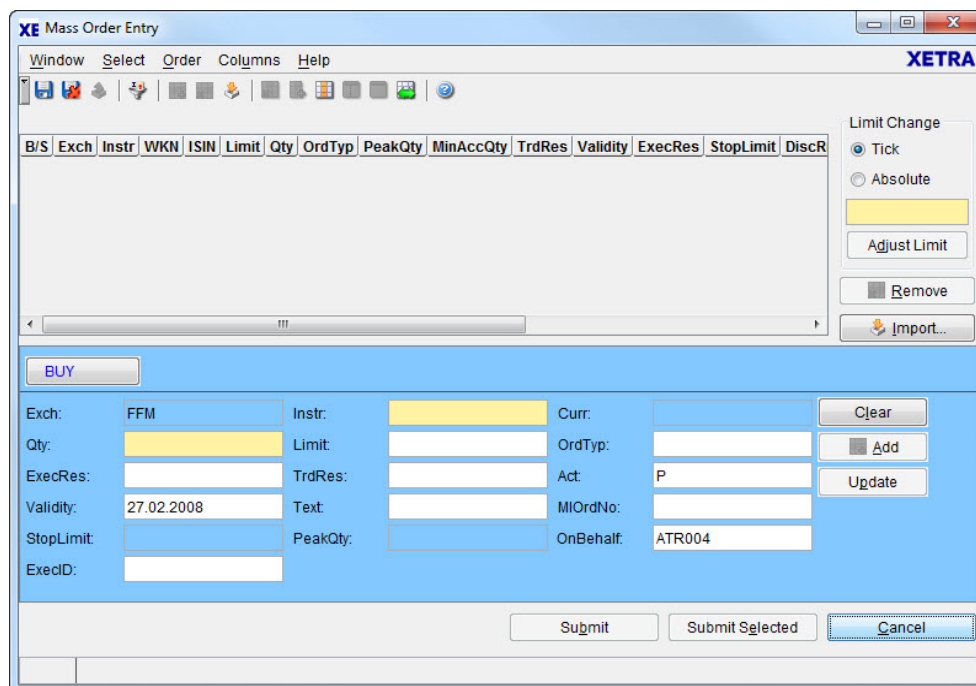 XE Mass Order Entry
Window Select Order Columns Help
XETRA
Limit Change
B/S Exch Instr WKN ISIN Limit Qty OrdTyp PeakQty MinAccQty TrdRes Validity ExecRes StopLimit DiscR
Tick
Absolute
Adjust Limit
Remove
Import...
BUY
Exch: FFM Instr: Curr: Clear
Qty: Limit: OrdTyp: Add
ExecRes: TrdRes: Act: P Update
Validity: 27.02.2008 Text: MIOrdNo:
StopLimit: PeakQty: OnBehalf: ATR004
ExecID:
Submit Submit Selected Cancel